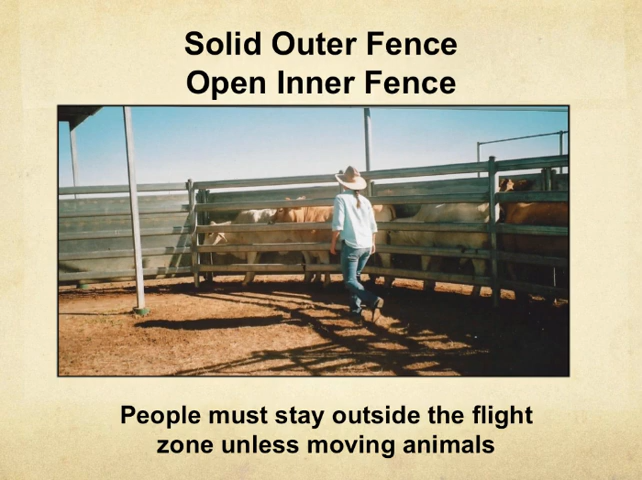 Solid Outer Fence
Open Inner Fence
People must stay outside the flight
zone unless moving animals